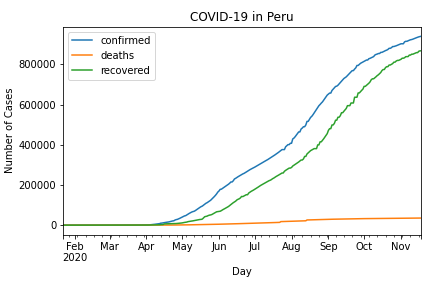 COVID-19 in Peru
confirmed
deaths
recovered
Number of Cases
800000
600000
400000
200000
0
Feb Mar Apr May Jun Jul Aug Sep Oct Nov
2020
Day